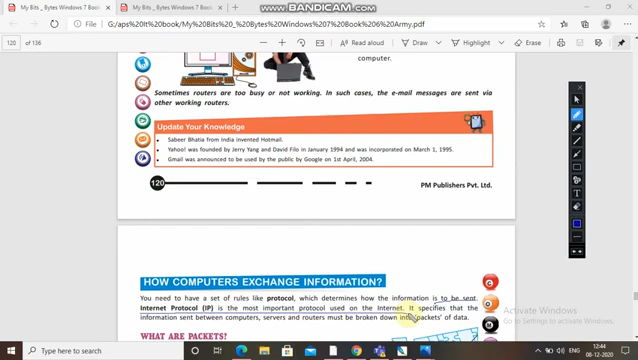 www.BANDICAM.com
My Bits _ Bytes Windows 7 Book
My Bits _ Bytes Windows 7 Book
G:/aps%20It%20book/My%20Bits%20_%20Bytes%20Windows%207%20Book%206%20Army.pdf
120 of 136
Read aloud
Draw
Highlight
Erase
computer.
Sometimes routers are too busy or not working. In such cases, the e-mail messages are sent via
other working routers.
Update Your Knowledge
Sabeer Bhatia from India invented Hotmail.
Yahoo! was founded by Jerry Yang and David Filo in January 1994 and was incorporated on March 1, 1995.
Gmail was announced to be used by the public by Google on 1st April, 2004.
120
PM Publishers Pvt. Ltd.
HOW COMPUTERS EXCHANGE INFORMATION?
You need to have a set of rules like protocol, which determines how the information is to be sent
Internet Protocol (IP) is the most important protocol used on the Internet. It specifies that the
information sent between computers, servers and routers must be broken down into 'packets' of data.
WHAT ARE PACKETS?
Activate Windows
Go to Settings to activate Windows.
ENG
12:44
08-12-2020